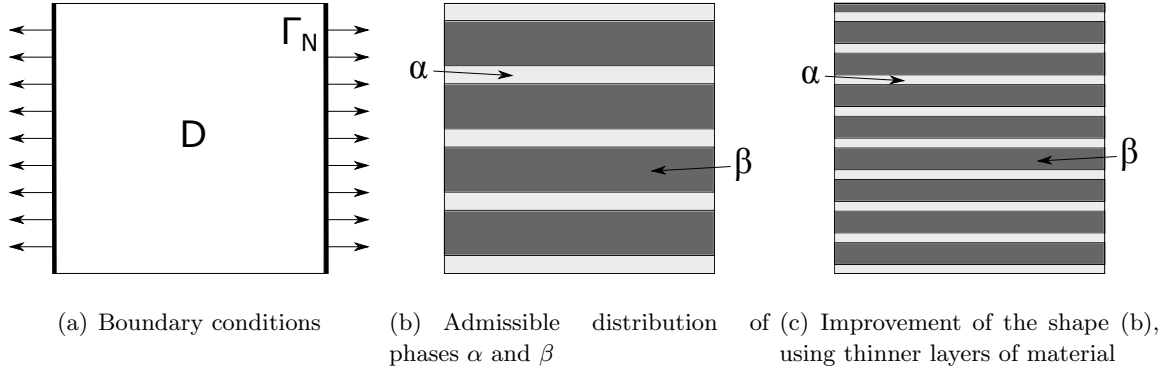 Γ_N
D
α
β
α
β
(a) Boundary conditions
(b) Admissible distribution of
phases α and β
(c) Improvement of the shape (b),
using thinner layers of material